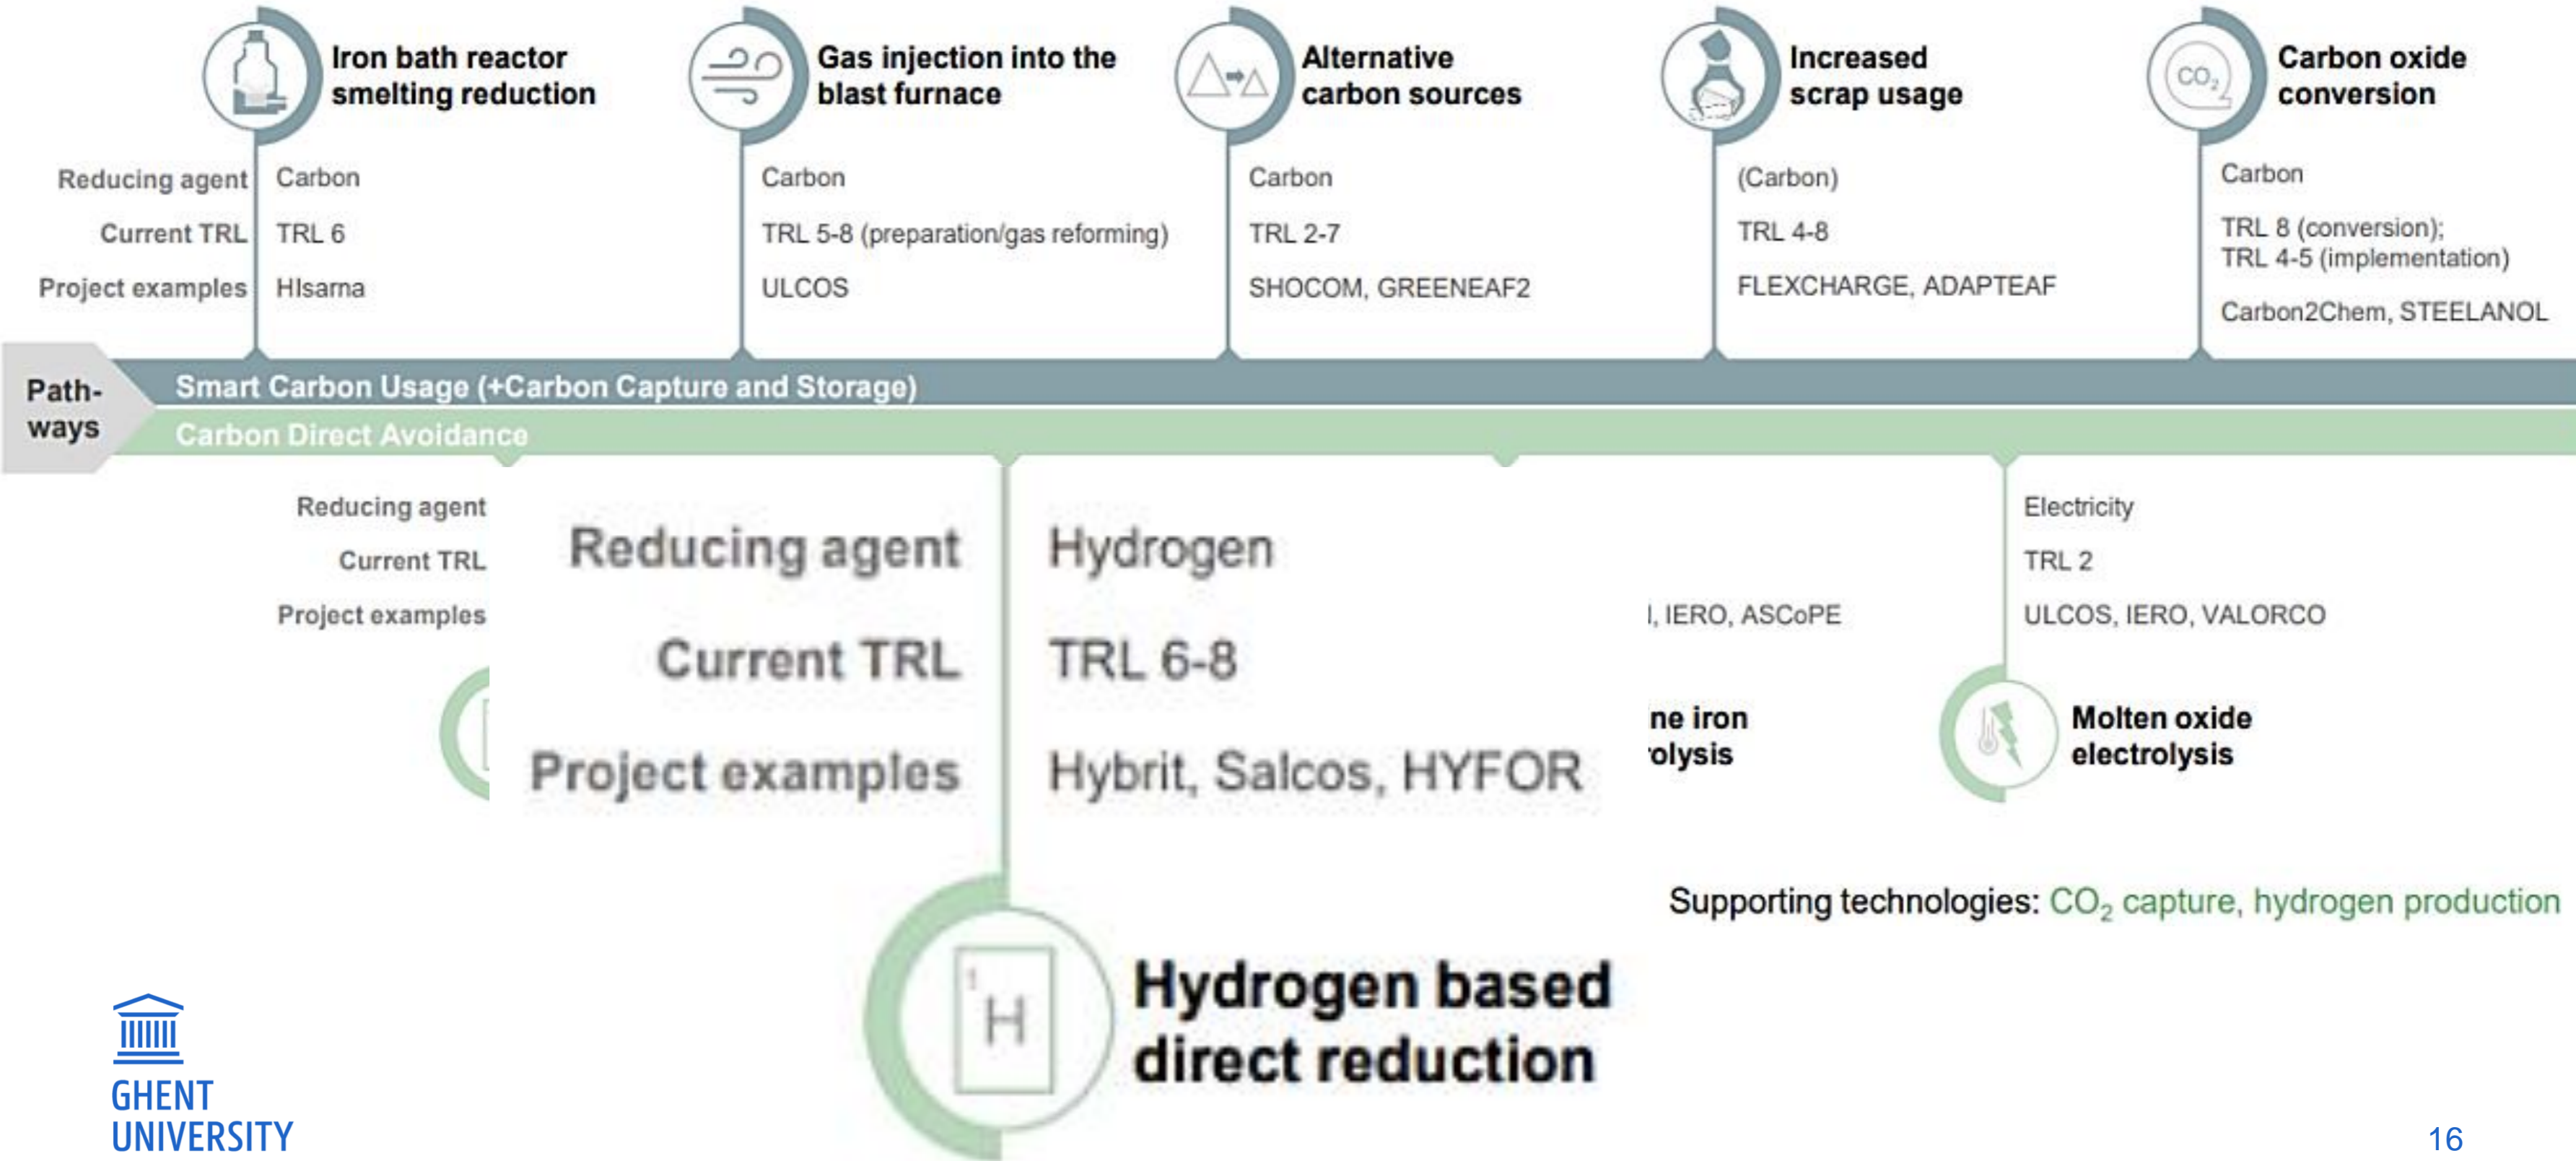 Iron bath reactor
smelting reduction
Gas injection into the
blast furnace
Alternative
carbon sources
Increased
scrap usage
CO₂
Carbon oxide
conversion
Reducing agent
Carbon
Carbon
Carbon
(Carbon)
Carbon
Current TRL
TRL 6
TRL 5-8 (preparation/gas reforming)
TRL 2-7
TRL 4-8
TRL 8 (conversion);
TRL 4-5 (implementation)
Project examples
HIsarna
ULCOS
SHOCOM, GREENEAF2
FLEXCHARGE, ADAPTEAF
Carbon2Chem, STEELANOL
Path-
ways
Smart Carbon Usage (+Carbon Capture and Storage)
Carbon Direct Avoidance
Reducing agent
Current TRL
Project examples
Reducing agent
Hydrogen
Current TRL
TRL 6-8
Project examples
Hybrit, Salcos, HYFOR
1
H
Hydrogen based
direct reduction
, IERO, ASCoPE
ne iron
olysis
Electricity
TRL 2
ULCOS, IERO, VALORCO
Molten oxide
electrolysis
Supporting technologies: CO₂ capture, hydrogen production
GHENT
UNIVERSITY
16